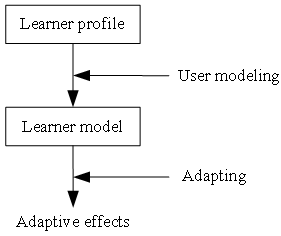 Learner profile
User modeling
Learner model
Adapting
Adaptive effects